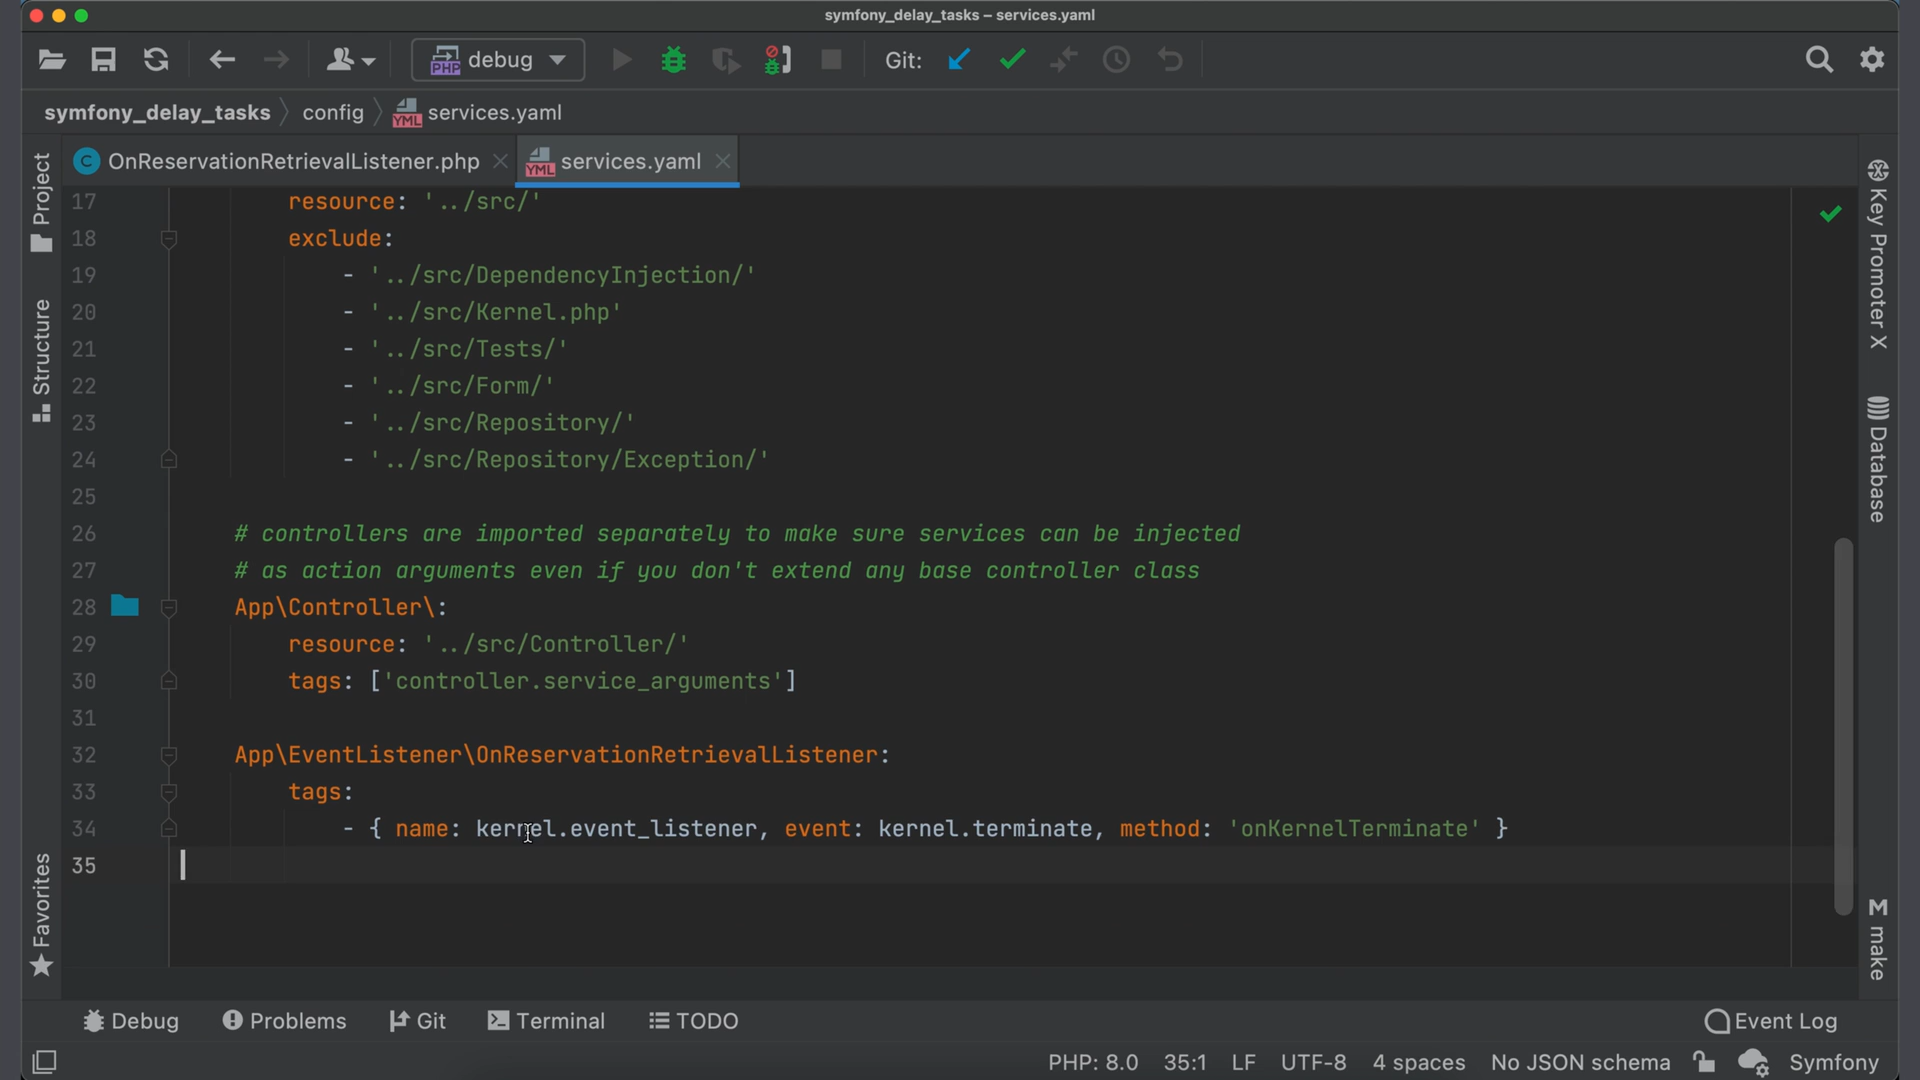 symfony_delay_tasks – services.yaml
PHP debug Git:
symfony_delay_tasks config YML services.yaml
C OnReservationRetrievalListener.php YML services.yaml
Project
Structure
Favorites
17 resource: '../src/'
18 exclude:
19 - '../src/DependencyInjection/'
20 - '../src/Kernel.php'
21 - '../src/Tests/'
22 - '../src/Form/'
23 - '../src/Repository/'
24 - '../src/Repository/Exception/'
25
26 # controllers are imported separately to make sure services can be injected
27 # as action arguments even if you don't extend any base controller class
28 App\Controller\:
29 resource: '../src/Controller/'
30 tags: ['controller.service_arguments']
31
32 App\EventListener\OnReservationRetrievalListener:
33 tags:
34 - { name: kernel.event_listener, event: kernel.terminate, method: 'onKernelTerminate' }
35
Key Promoter X
Database
M make
Debug Problems Git Terminal TODO Event Log
PHP: 8.0 35:1 LF UTF-8 4 spaces No JSON schema Symfony